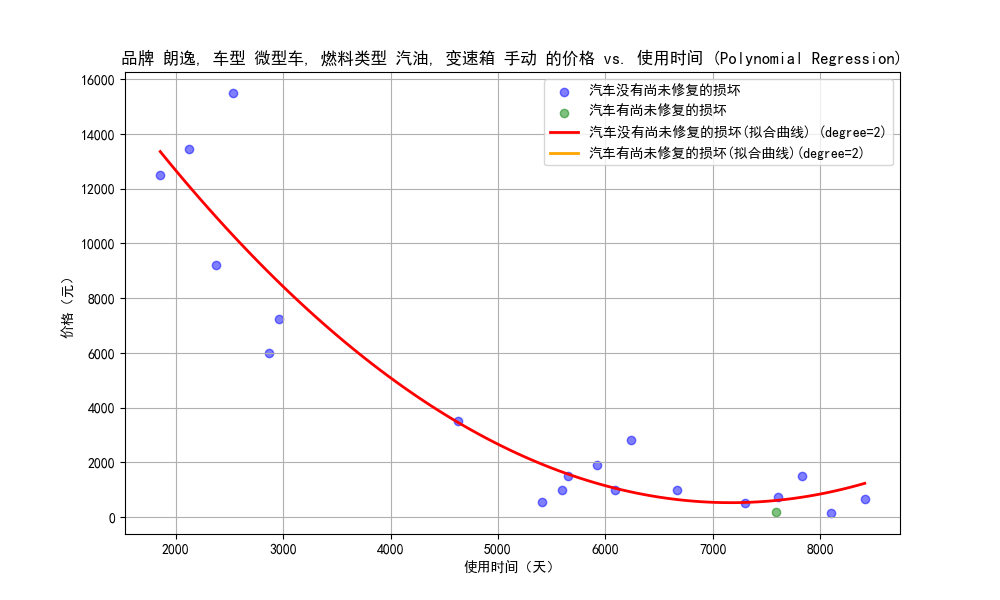 品牌 朗逸, 车型 微型车, 燃料类型 汽油, 变速箱 手动 的价格 vs. 使用时间 (Polynomial Regression)
汽车没有尚未修复的损坏
汽车有尚未修复的损坏
汽车没有尚未修复的损坏(拟合曲线) (degree=2)
汽车有尚未修复的损坏(拟合曲线)(degree=2)
价格（元）
16000
14000
12000
10000
8000
6000
4000
2000
0
2000 3000 4000 5000 6000 7000 8000
使用时间（天）